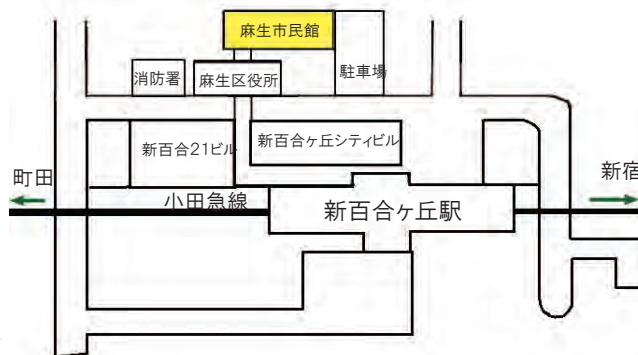 麻生市民館
消防署
麻生区役所
駐車場
新百合21ビル
新百合ヶ丘シティビル
町田
新宿
小田急線
新百合ヶ丘駅